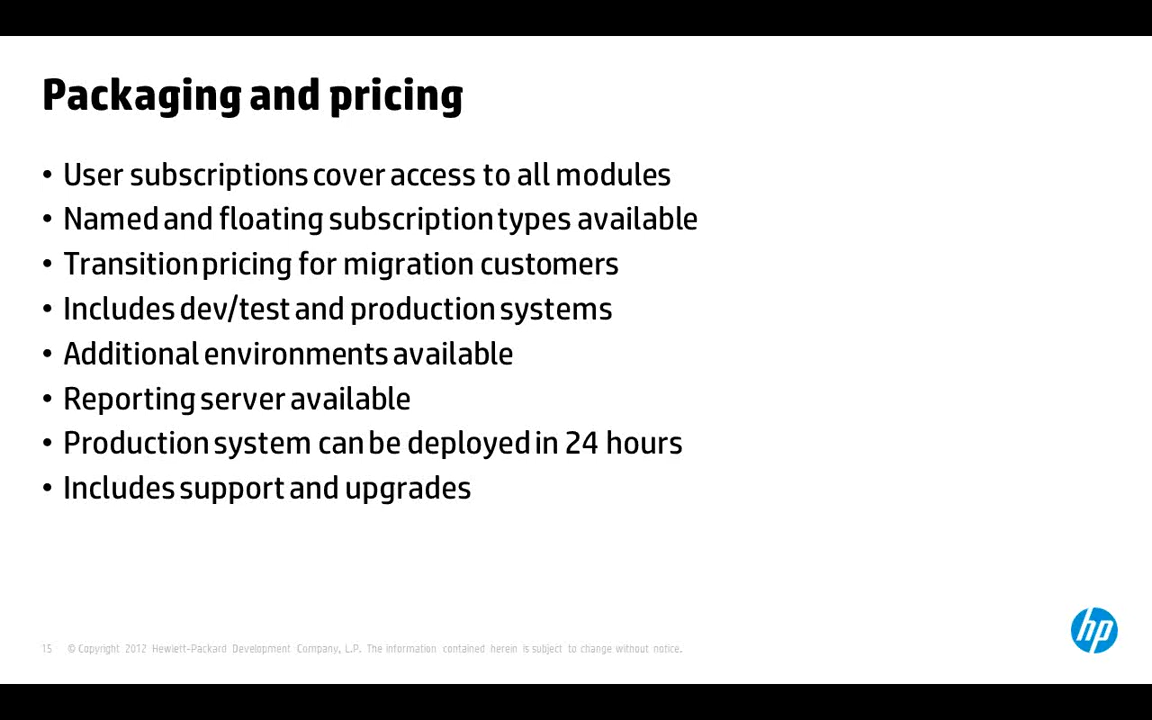 Packaging and pricing
• User subscriptions cover access to all modules
• Named and floating subscription types available
• Transition pricing for migration customers
• Includes dev/test and production systems
• Additional environments available
• Reporting server available
• Production system can be deployed in 24 hours
• Includes support and upgrades
hp
15 © Copyright 2012 Hewlett-Packard Development Company, L.P. The information contained herein is subject to change without notice.